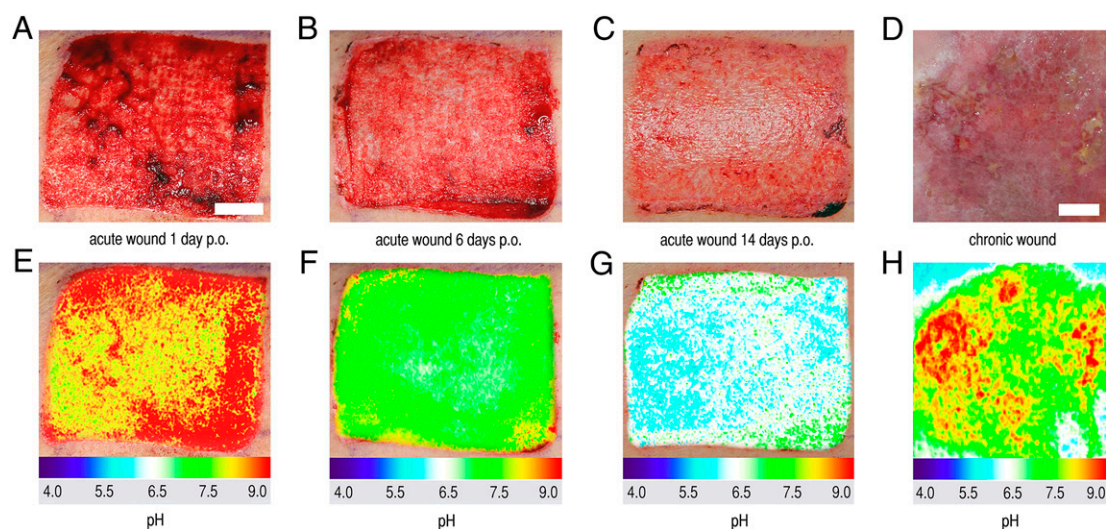 A B C D
acute wound 1 day p.o. acute wound 6 days p.o. acute wound 14 days p.o. chronic wound
E F G H
4.0 5.5 6.5 7.5 9.0 4.0 5.5 6.5 7.5 9.0 4.0 5.5 6.5 7.5 9.0 4.0 5.5 6.5 7.5 9.0
pH pH pH pH